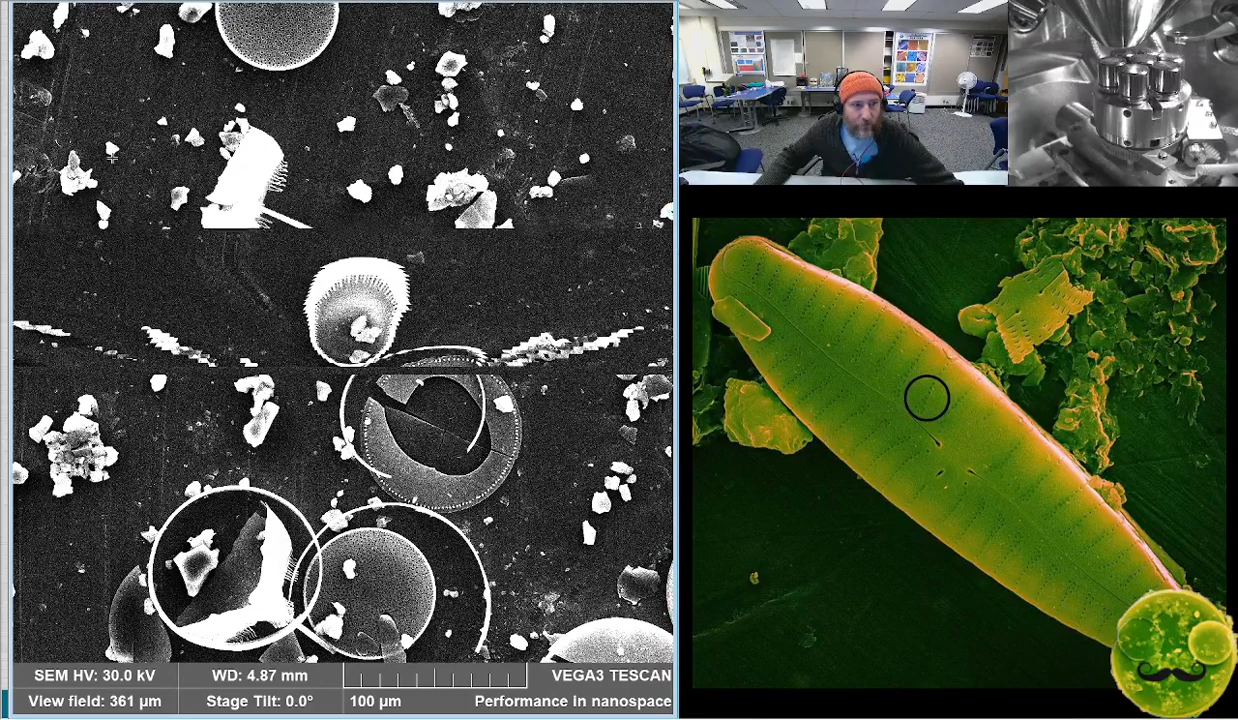 SEM HV: 30.0 kV
WD: 4.87 mm
VEGA3 TESCAN
View field: 361 µm
Stage Tilt: 0.0°
100 µm
Performance in nanospace